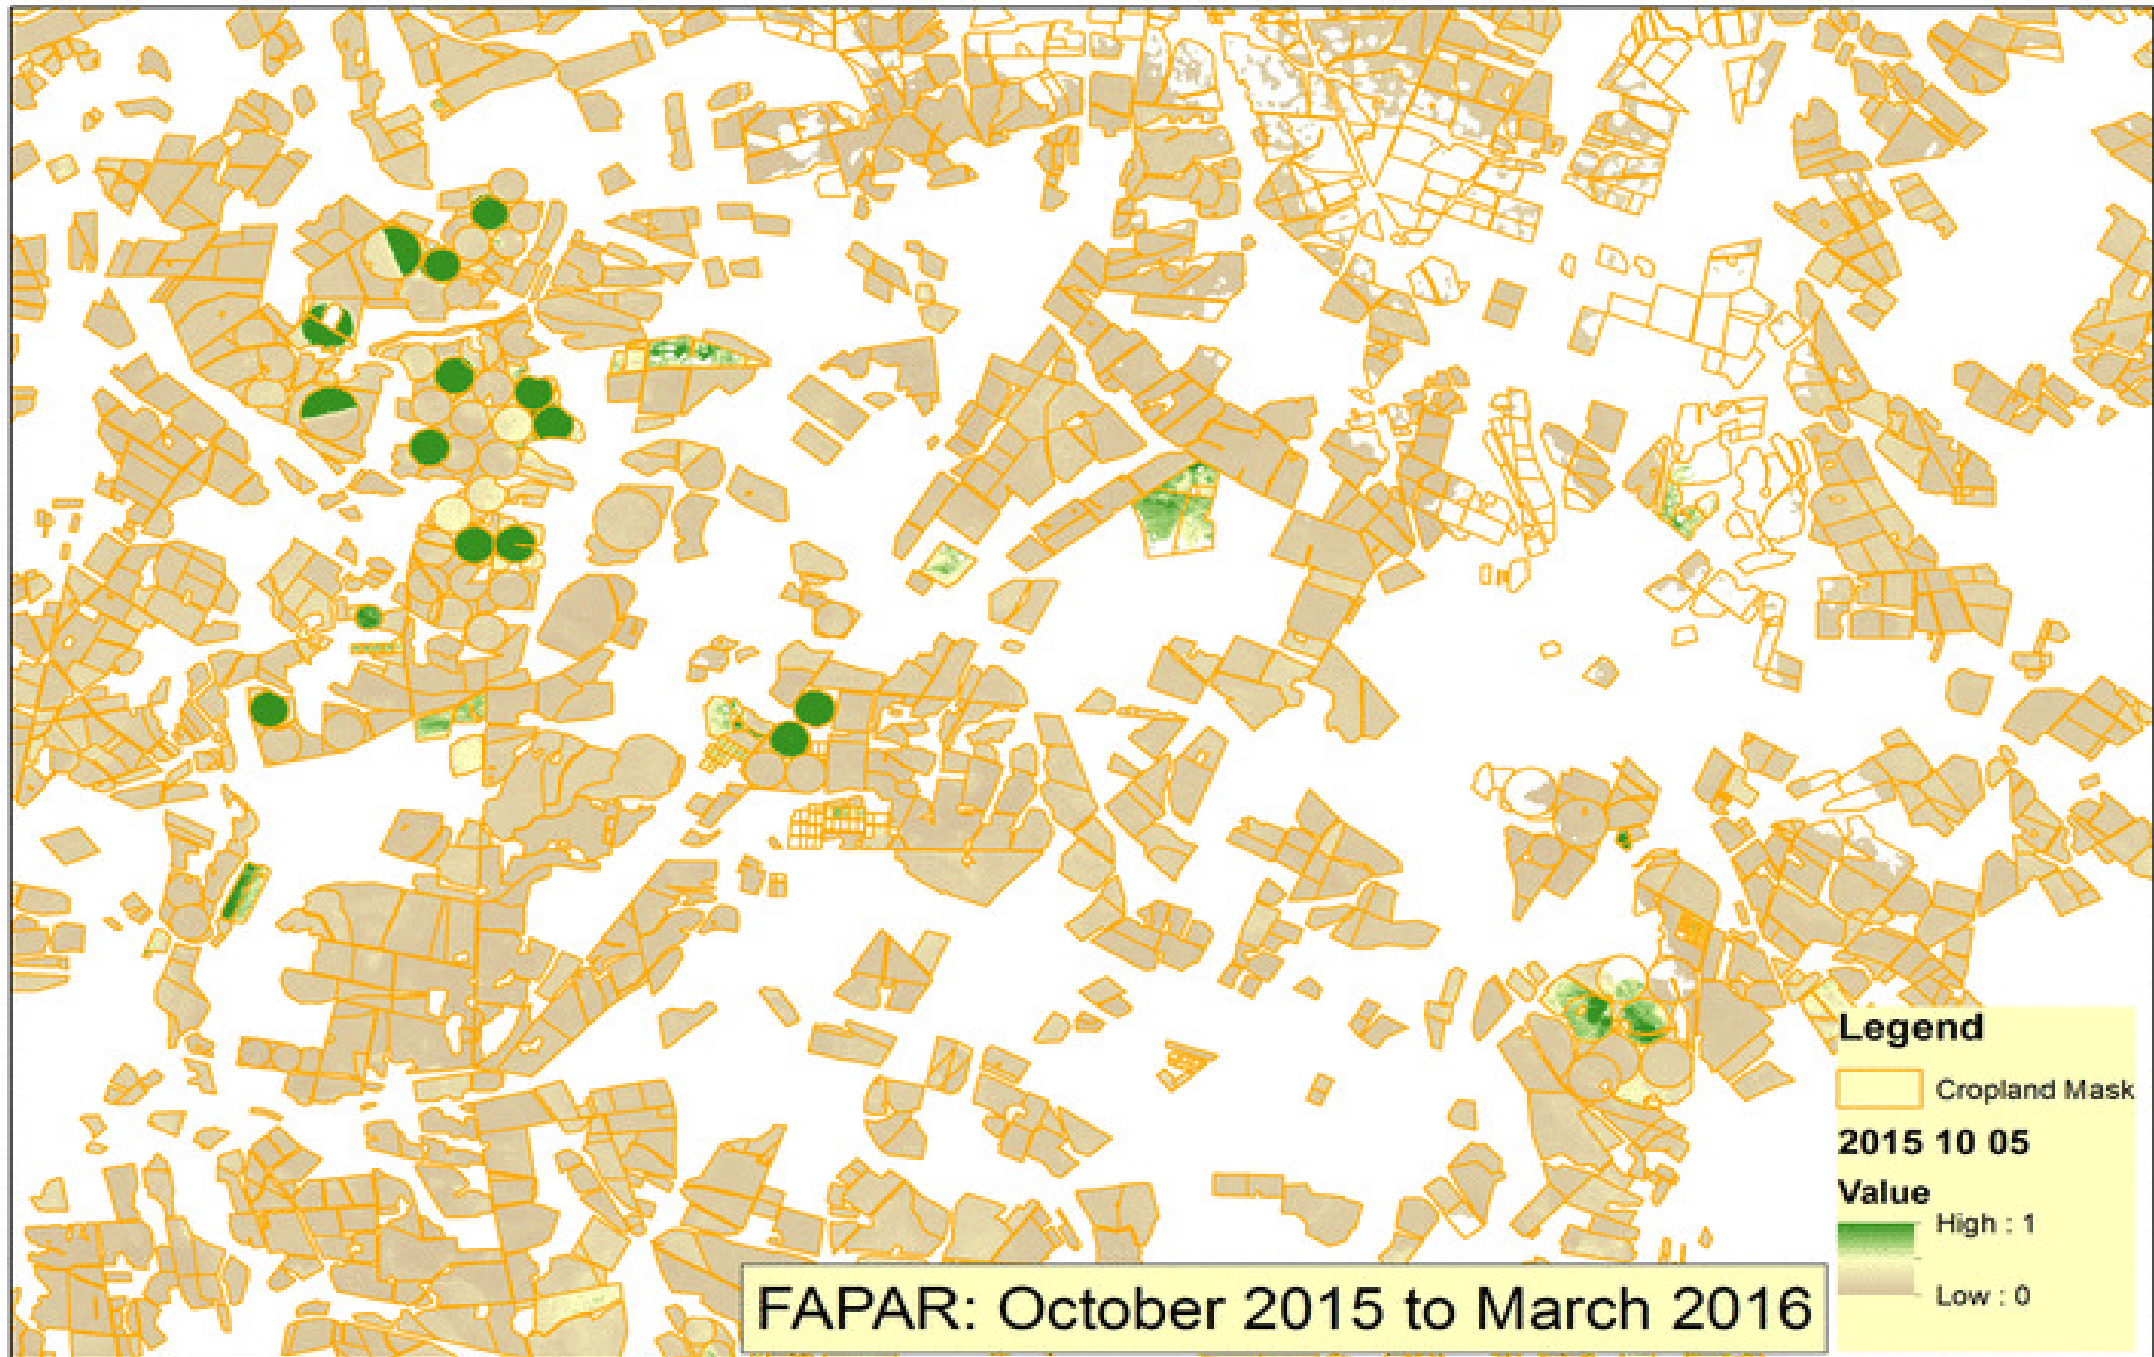 Legend
Cropland Mask
2015 10 05
Value
High : 1
Low : 0
FAPAR: October 2015 to March 2016